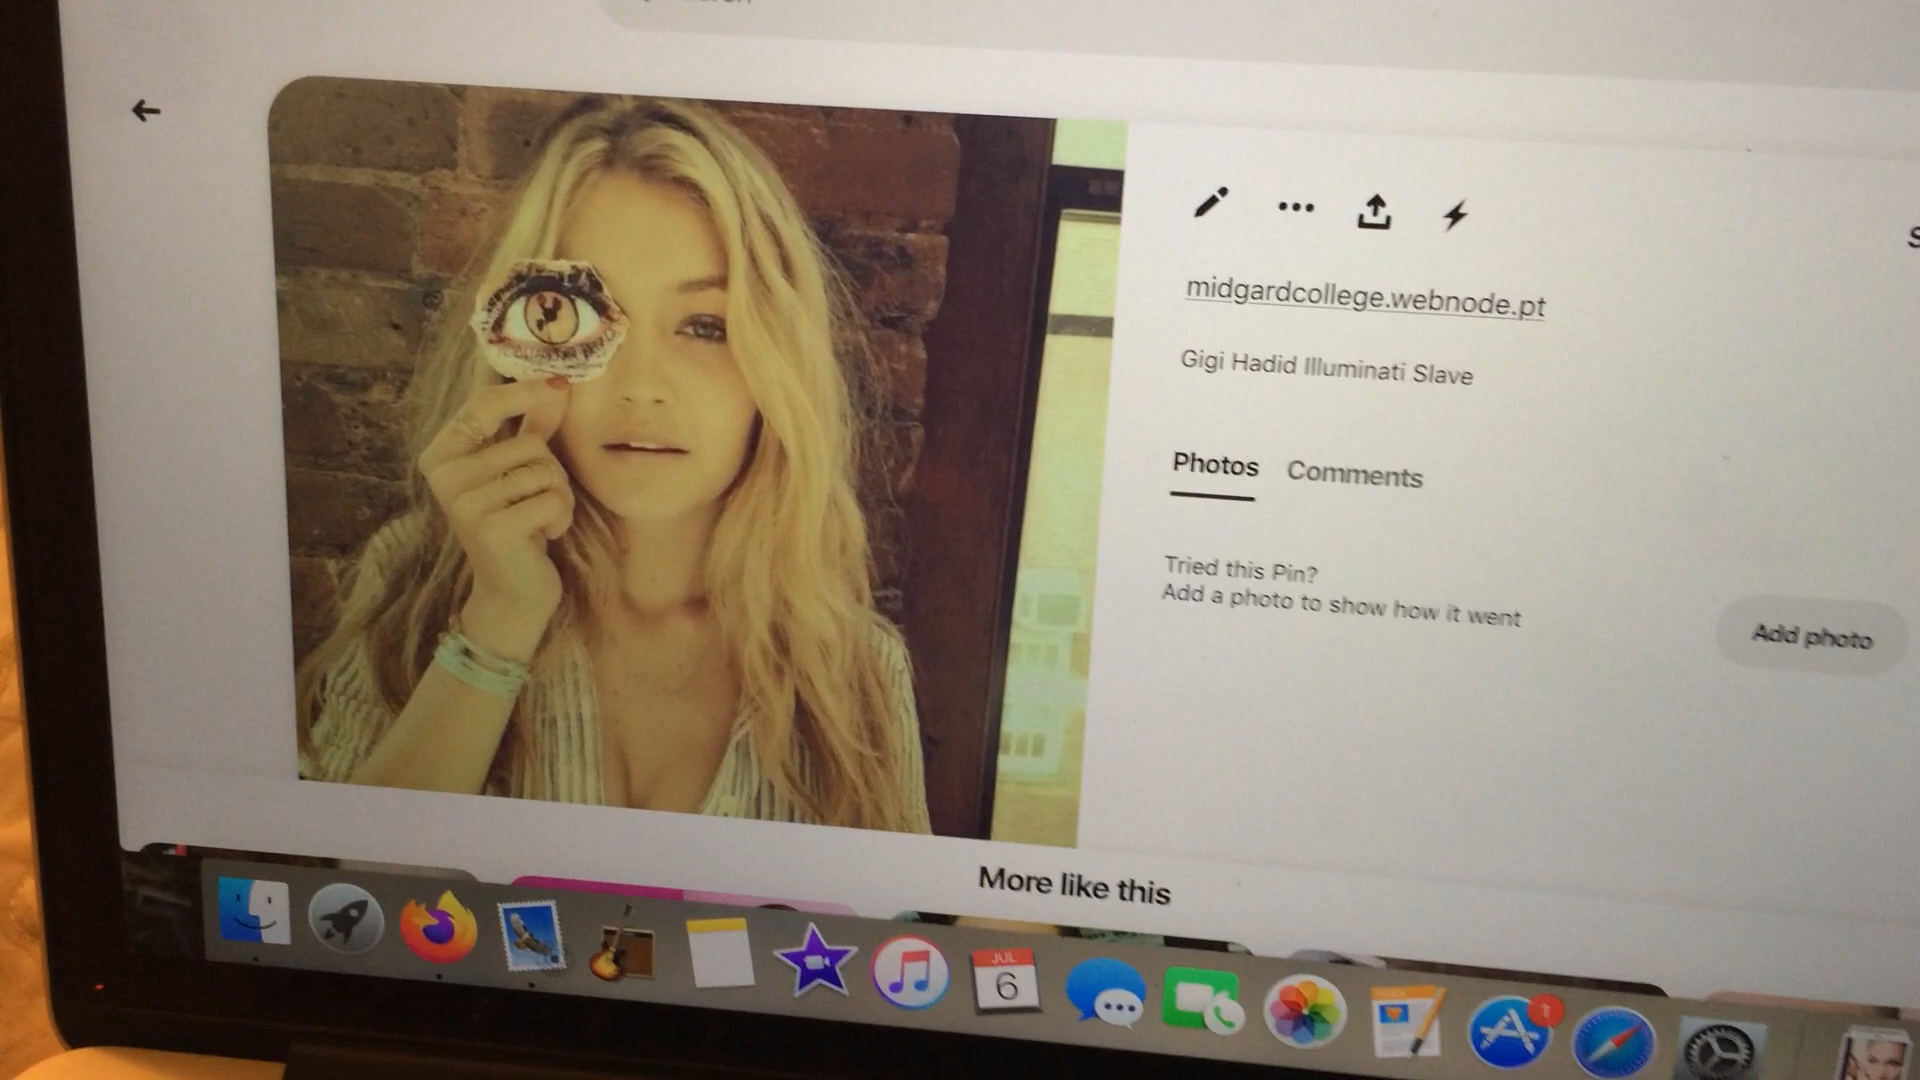 midgardcollege.webnode.pt
Gigi Hadid Illuminati Slave
Photos Comments
Tried this Pin?
Add a photo to show how it went
Add photo
More like this
JUL
6
1